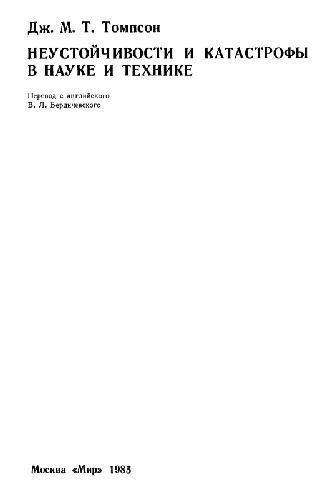 Дж. М. Т. Томпсон
НЕУСТОЙЧИВОСТИ И КАТАСТРОФЫ
В НАУКЕ И ТЕХНИКЕ
Перевод с английского
В. Л. Бердичевского
Москва «Мир» 1985